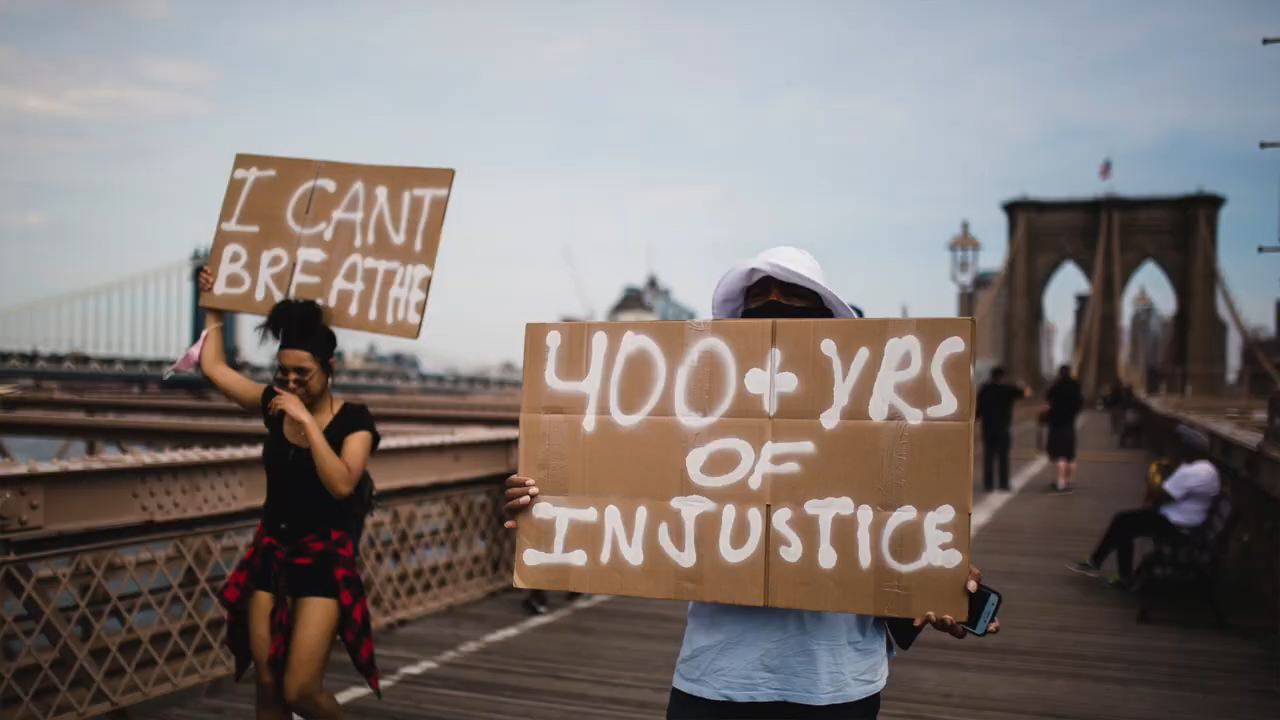 I CANT
BREATHE
400+ YRS
OF
INJUSTICE